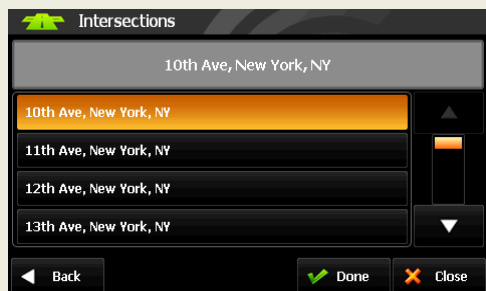 Intersections
10th Ave, New York, NY
10th Ave, New York, NY
11th Ave, New York, NY
12th Ave, New York, NY
13th Ave, New York, NY
Back Done Close